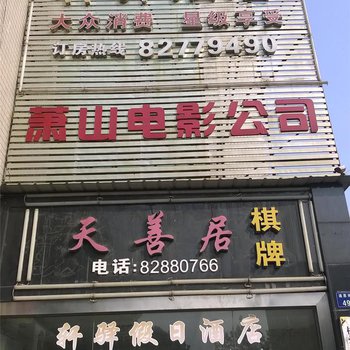 大众消费 星级享受
订房热线 82779490
萧山电影公司
天善居 棋牌
电话:82880766
轩驿假日酒店